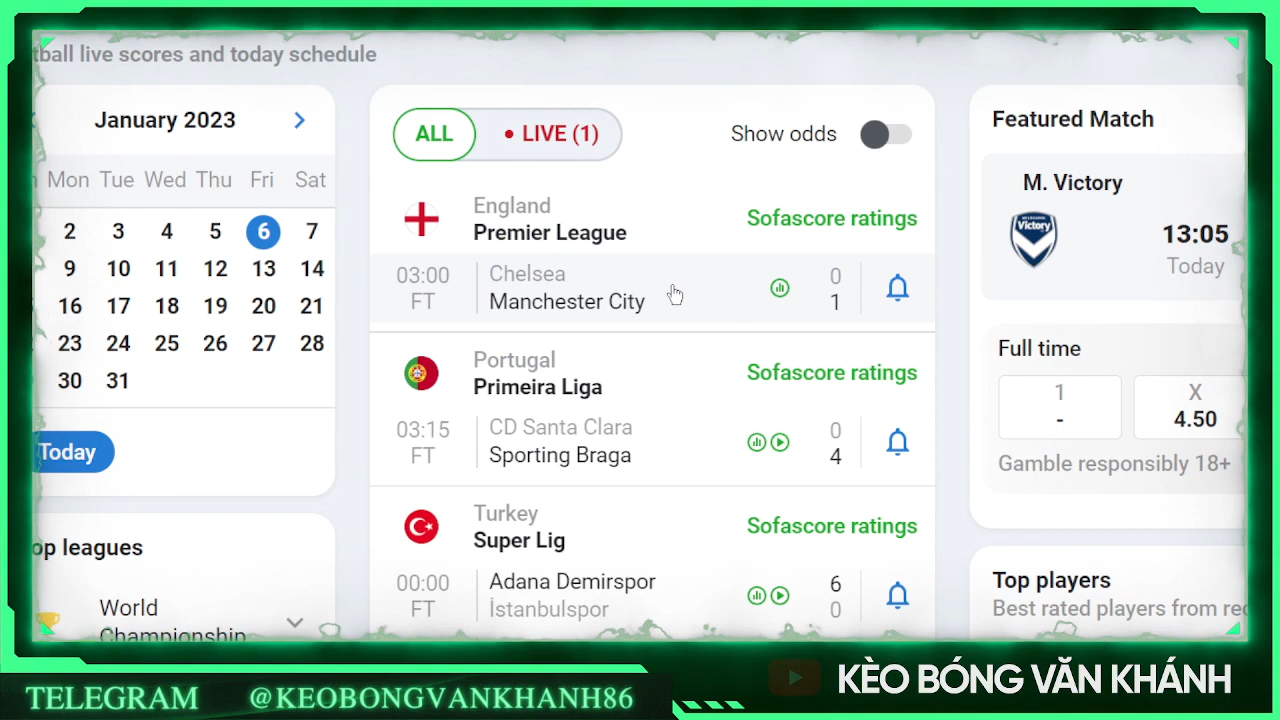 tball live scores and today schedule
January 2023
Mon Tue Wed Thu Fri Sat
2 3 4 5 6 7
9 10 11 12 13 14
16 17 18 19 20 21
23 24 25 26 27 28
30 31
Today
op leagues
World
Championship
ALL
LIVE (1)
Show odds
England
Premier League
Sofascore ratings
03:00
FT
Chelsea
Manchester City
0
1
Portugal
Primeira Liga
Sofascore ratings
03:15
FT
CD Santa Clara
Sporting Braga
0
4
Turkey
Super Lig
Sofascore ratings
00:00
FT
Adana Demirspor
İstanbulspor
6
0
Featured Match
M. Victory
Victory
13:05
Today
Full time
1
-
X
4.50
Gamble responsibly 18+
Top players
Best rated players from rec
TELEGRAM @KEOBONGVANKHANH86
KÈO BÓNG VĂN KHÁNH